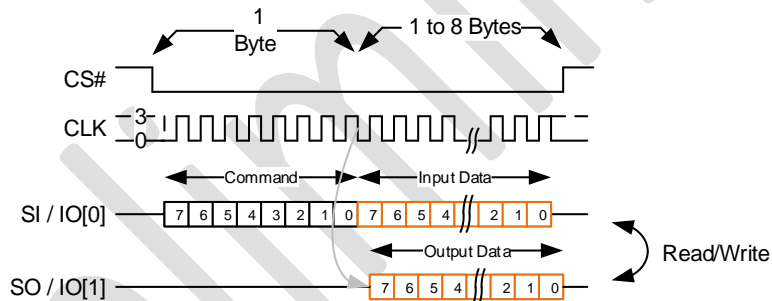 1
Byte
1 to 8 Bytes
CS#
CLK
3
0
Command
Input Data
SI / IO[0]
7 6 5 4 3 2 1 0 7 6 5 4 2 1 0
Output Data
Read/Write
SO / IO[1]
7 6 5 4 2 1 0